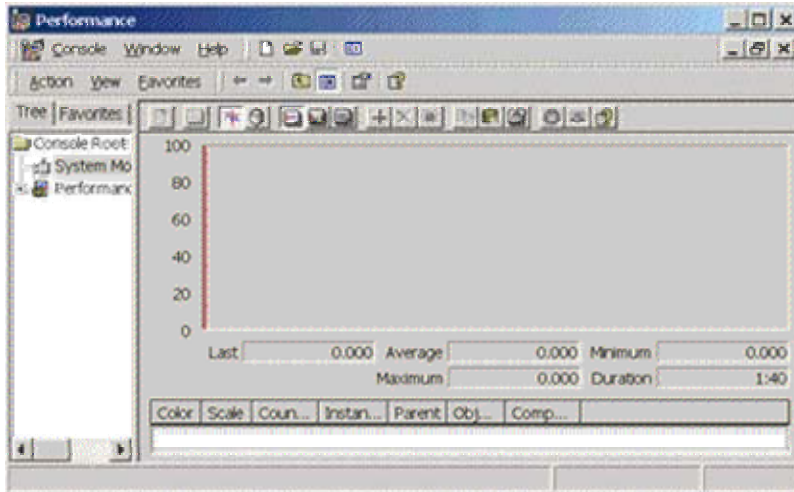 Performance
Console Window Help
Action View Favorites
Tree Favorites
Console Root
System Mo
Performanc
100
80
60
40
20
0
Last 0.000 Average 0.000 Minimum 0.000
Maximum 0.000 Duration 1:40
Color Scale Coun... Instan... Parent Obj... Comp...